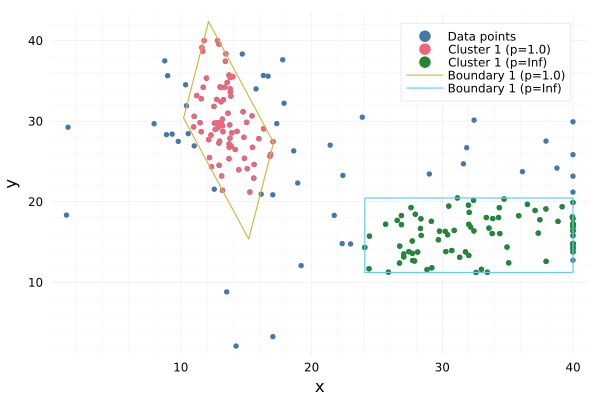 40
30
20
10
y
10
20
30
40
x
Data points
Cluster 1 (p=1.0)
Cluster 1 (p=Inf)
Boundary 1 (p=1.0)
Boundary 1 (p=Inf)